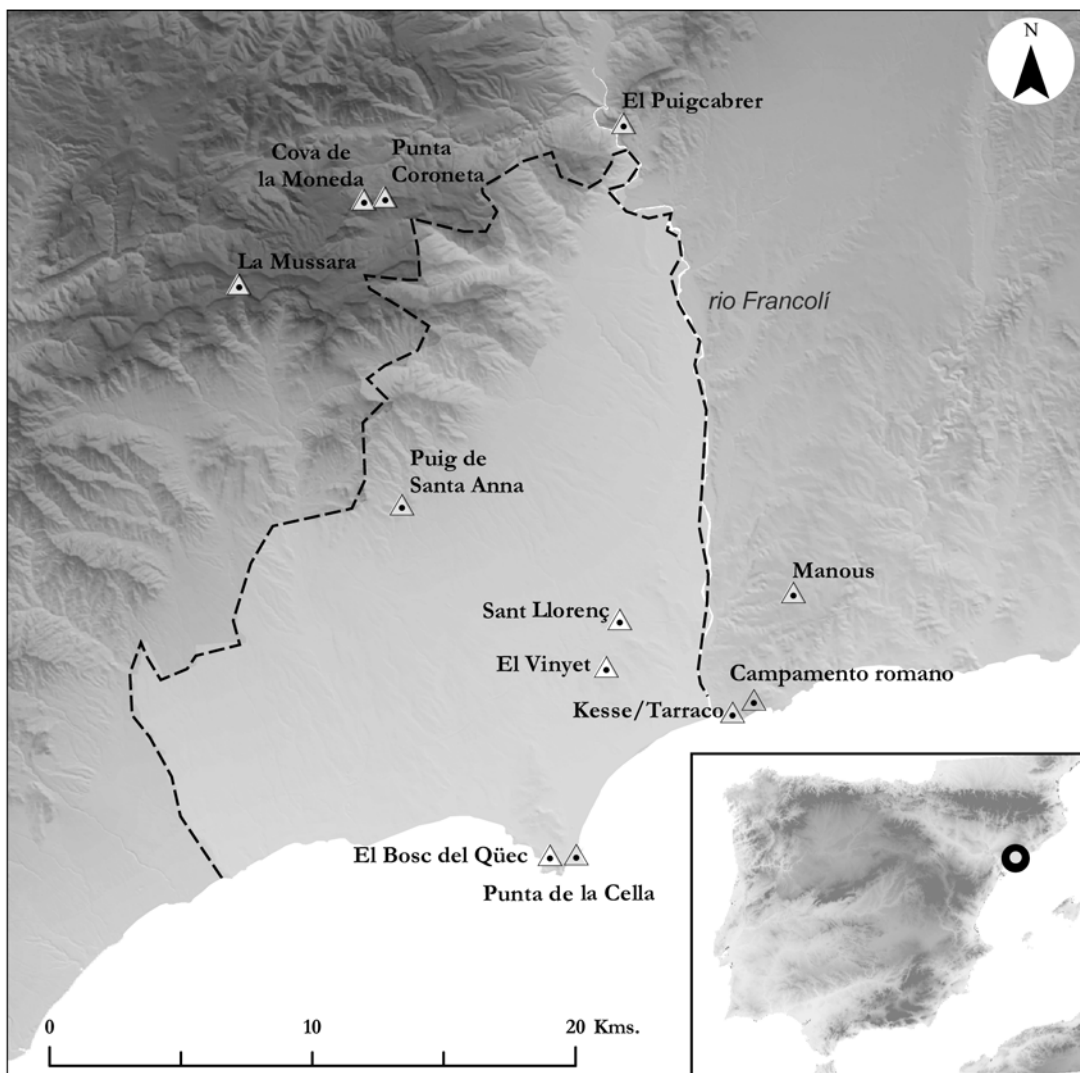 N
El Puigcabrer
Cova de
la Moneda
Punta
Coroneta
La Mussara
rio Francolí
Puig de
Santa Anna
Manous
Sant Llorenç
El Vinyet
Campamento romano
Kesse/Tarraco
El Bosc del Qüec
Punta de la Cella
0 10 20 Kms.